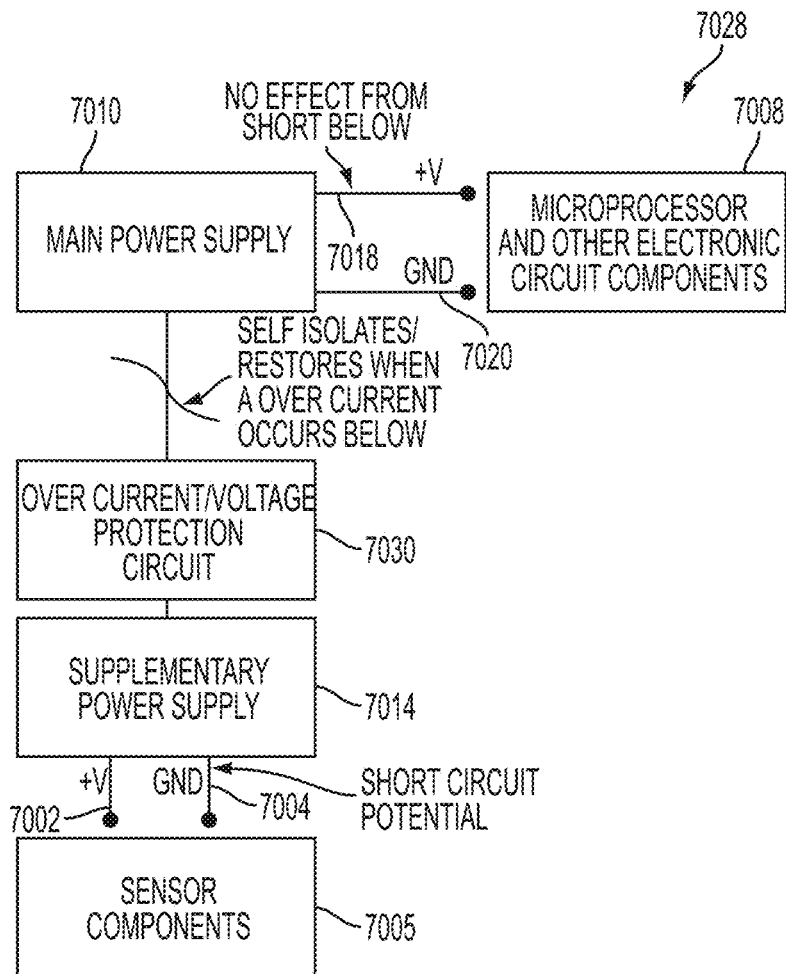 7028
7010
NO EFFECT FROM
SHORT BELOW
7008
+V
MAIN POWER SUPPLY
7018
MICROPROCESSOR
AND OTHER ELECTRONIC
CIRCUIT COMPONENTS
GND
7020
SELF ISOLATES/
RESTORES WHEN
A OVER CURRENT
OCCURS BELOW
OVER CURRENT/VOLTAGE
PROTECTION
CIRCUIT
7030
SUPPLEMENTARY
POWER SUPPLY
7014
+V
GND
7002
7004
SHORT CIRCUIT
POTENTIAL
SENSOR
COMPONENTS
7005